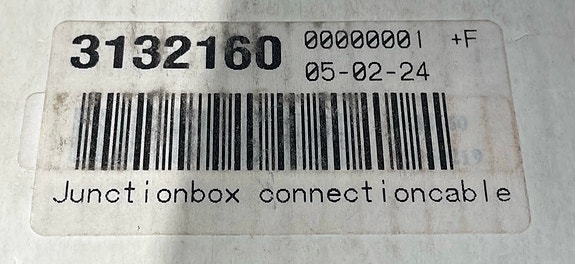 3132160 00000001 +F
05-02-24
Junctionbox connectioncable